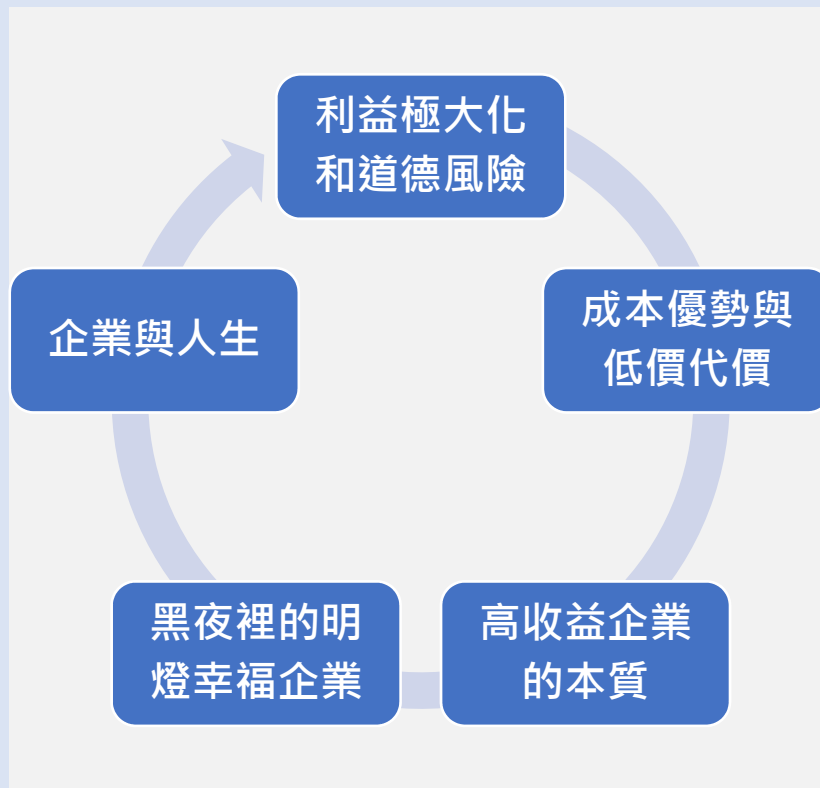 利益極大化
和道德風險
成本優勢與
低價代價
高收益企業
的本質
黑夜裡的明
燈幸福企業
企業與人生